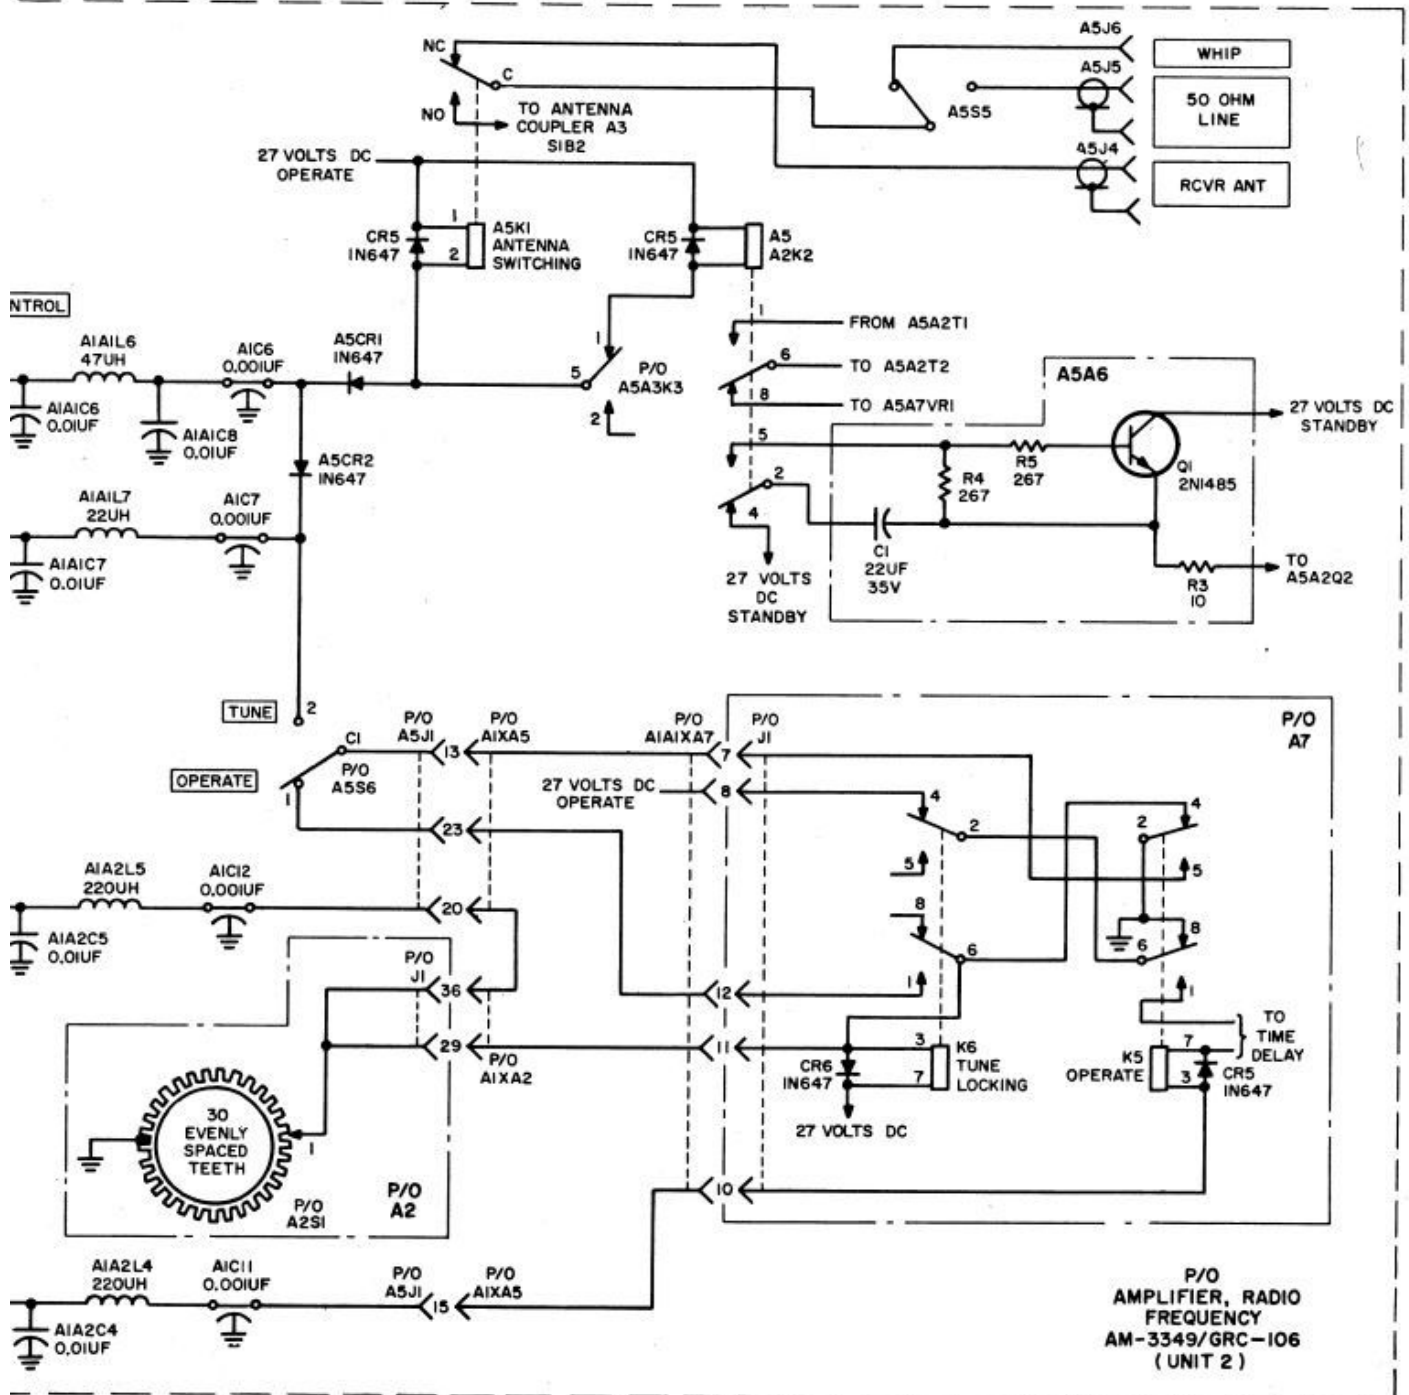 NC
C
NO
TO ANTENNA
COUPLER A3
SIB2
A5S5
A5J6
WHIP
A5J5
50 OHM
LINE
A5J4
RCVR ANT
27 VOLTS DC
OPERATE
CR5
IN647
1
2
A5K1
ANTENNA
SWITCHING
CR5
IN647
A5
A2K2
NTROL
A1A1L6
47UH
A1C6
0.001UF
A5CR1
IN647
A1A1C6
0.01UF
A1A1C8
0.01UF
1
5
P/O
A5A3K3
2
1
FROM A5A2T1
6
TO A5A2T2
8
TO A5A7VR1
A5A6
5
2
4
R5
267
R4
267
Q1
2N1485
27 VOLTS DC
STANDBY
C1
22UF
35V
27 VOLTS
DC
STANDBY
R3
10
TO
A5A2Q2
A5CR2
IN647
A1A1L7
22UH
A1C7
0.001UF
A1A1C7
0.01UF
TUNE
2
C1
P/O
A5S6
OPERATE
1
P/O
A5J1
13
P/O
A1XA5
P/O
A1A1XA7
7
P/O
J1
P/O
A7
27 VOLTS DC
OPERATE
8
4
2
5
8
6
1
4
2
5
8
6
1
23
A1A2L5
220UH
A1C12
0.001UF
20
A1A2C5
0.01UF
P/O
J1
36
12
29
P/O
A1XA2
11
CR6
IN647
3
7
K6
TUNE
LOCKING
27 VOLTS DC
K5
OPERATE
7
3
CR5
IN647
TO
TIME
DELAY
30
EVENLY
SPACED
TEETH
1
P/O
A2S1
P/O
A2
10
A1A2L4
220UH
A1C11
0.001UF
P/O
A5J1
15
P/O
A1XA5
A1A2C4
0.01UF
P/O
AMPLIFIER, RADIO
FREQUENCY
AM-3349/GRC-106
(UNIT 2)